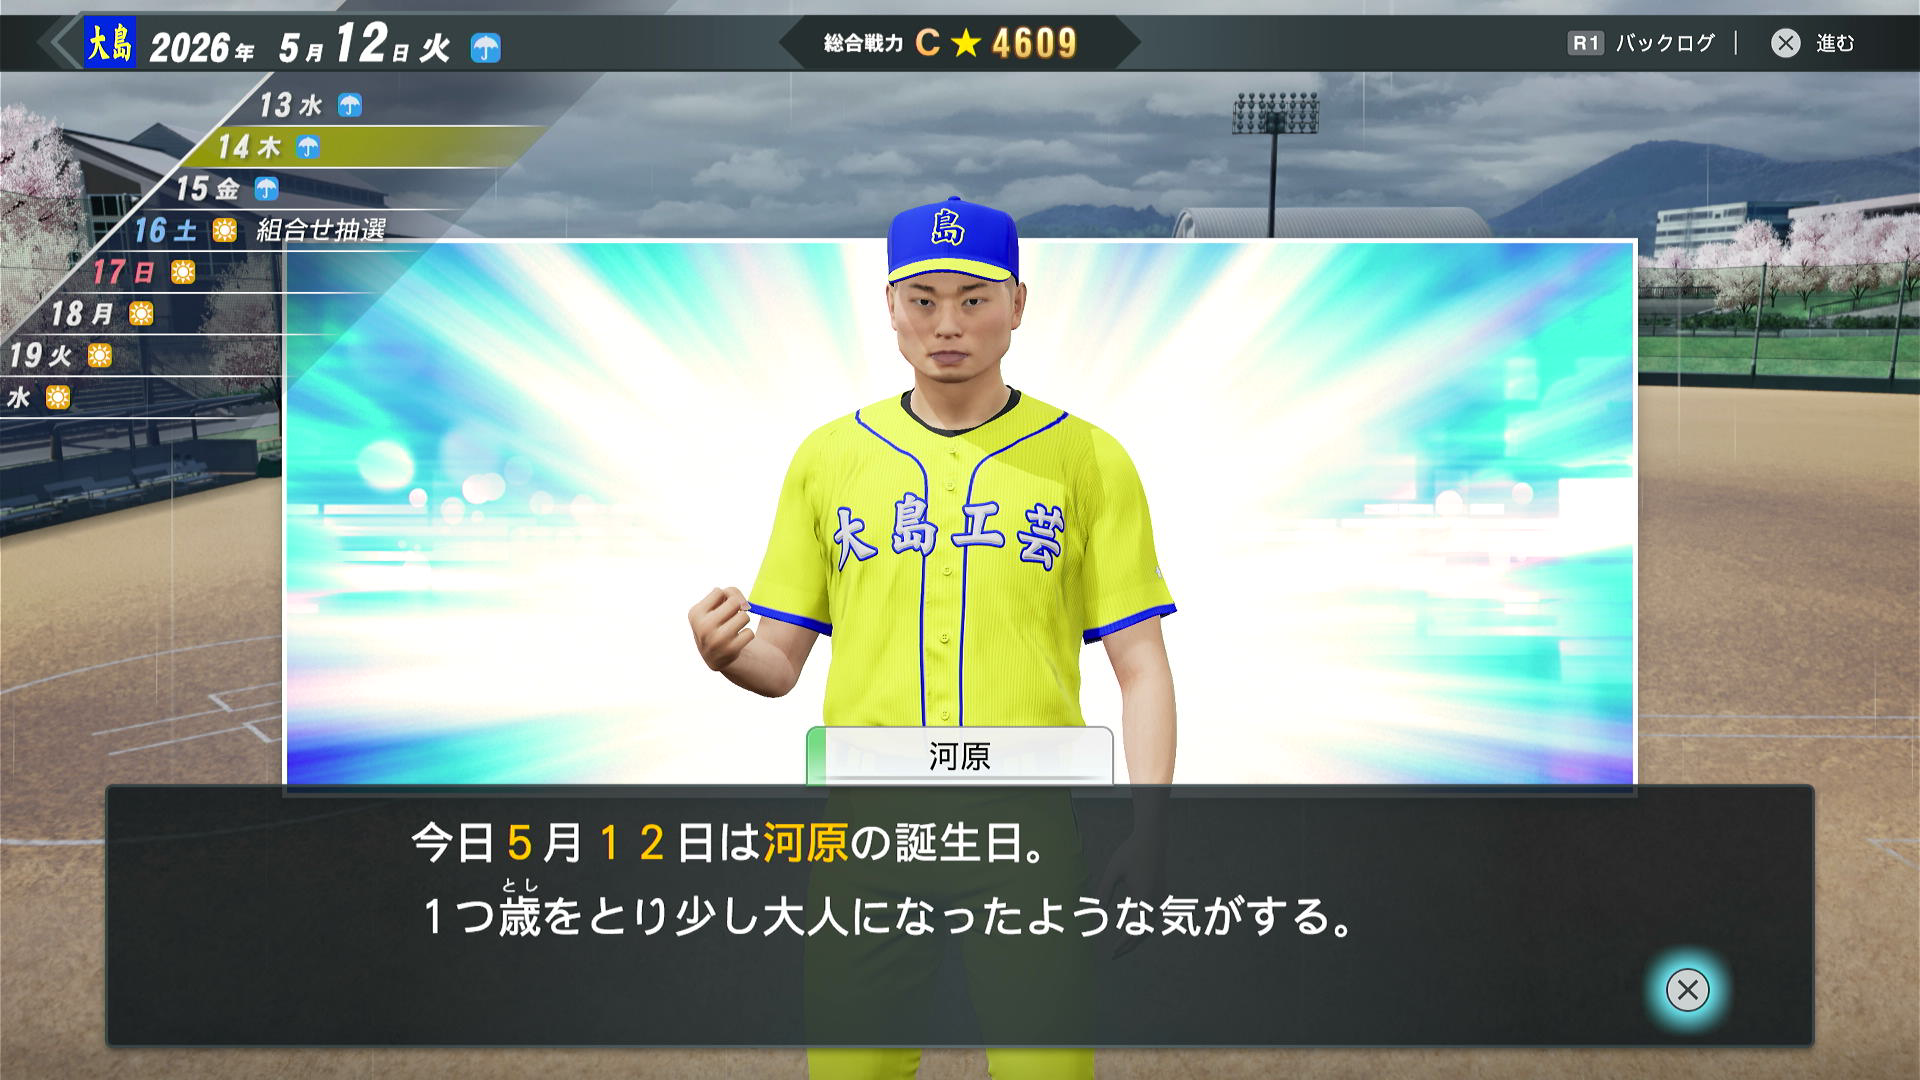 大島 2026年 5月12日 火
総合戦力 C ★ 4609
R1 バックログ | 進む
13 水
14 木
15 金
16 土 組合せ抽選
17 日
18 月
19 火
水
島
大島工芸
河原
今日5月12日は河原の誕生日。
1つ歳をとり少し大人になったような気がする。
とし